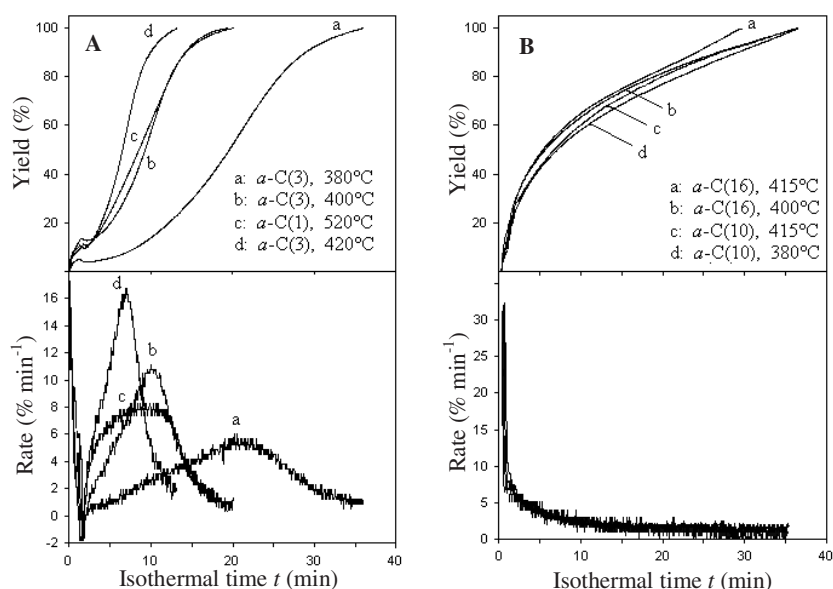 A
d
a
c
b
Yield (%)
100
80
60
40
20
a: a-C(3), 380°C
b: a-C(3), 400°C
c: a-C(1), 520°C
d: a-C(3), 420°C
d
b
c
a
Rate (% min-1)
16
14
12
10
8
6
4
2
0
-2
0 10 20 30 40
Isothermal time t (min)
B
a
b
c
d
Yield (%)
100
80
60
40
20
a: a-C(16), 415°C
b: a-C(16), 400°C
c: a-C(10), 415°C
d: a-C(10), 380°C
Rate (% min-1)
35
30
25
20
15
10
5
0
0 10 20 30 40
Isothermal time t (min)